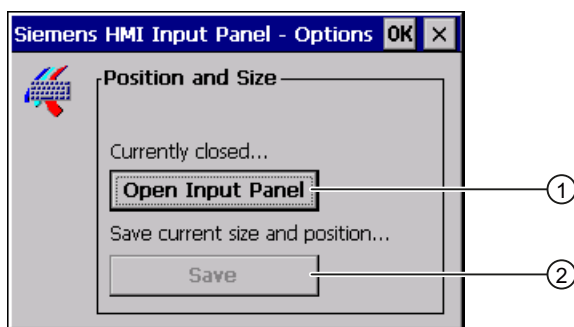 Siemens HMI Input Panel - Options OK ×
Position and Size
Currently closed...
Open Input Panel
1
Save current size and position...
Save
2